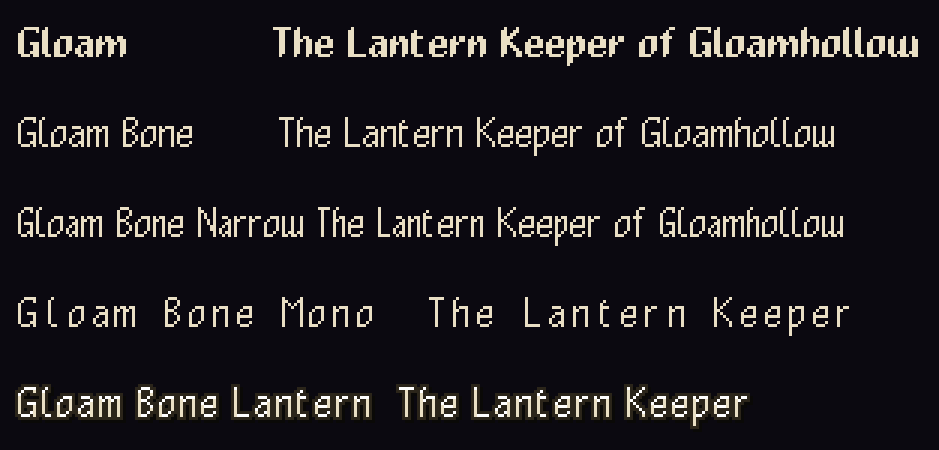 Gloam The Lantern Keeper of Gloamhollow
Gloam Bone The Lantern Keeper of Gloamhollow
Gloam Bone Narrow The Lantern Keeper of Gloamhollow
Gloam Bone Mono The Lantern Keeper
Gloam Bone Lantern The Lantern Keeper